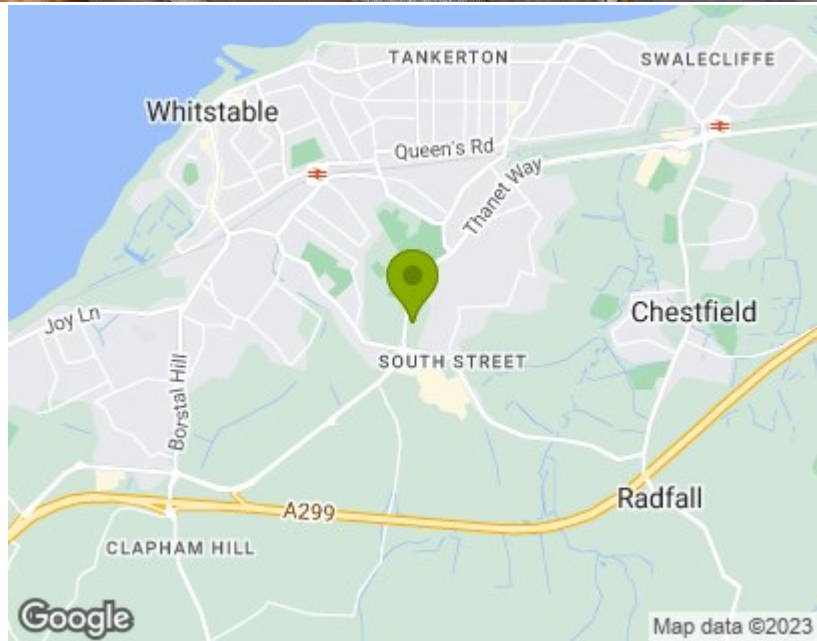 TANKERTON
SWALECLIFFE
Whitstable
Queen's Rd
Thanet Way
Chestfield
Joy Ln
SOUTH STREET
Borstal Hill
Radfall
A299
CLAPHAM HILL
Google
Map data ©2023